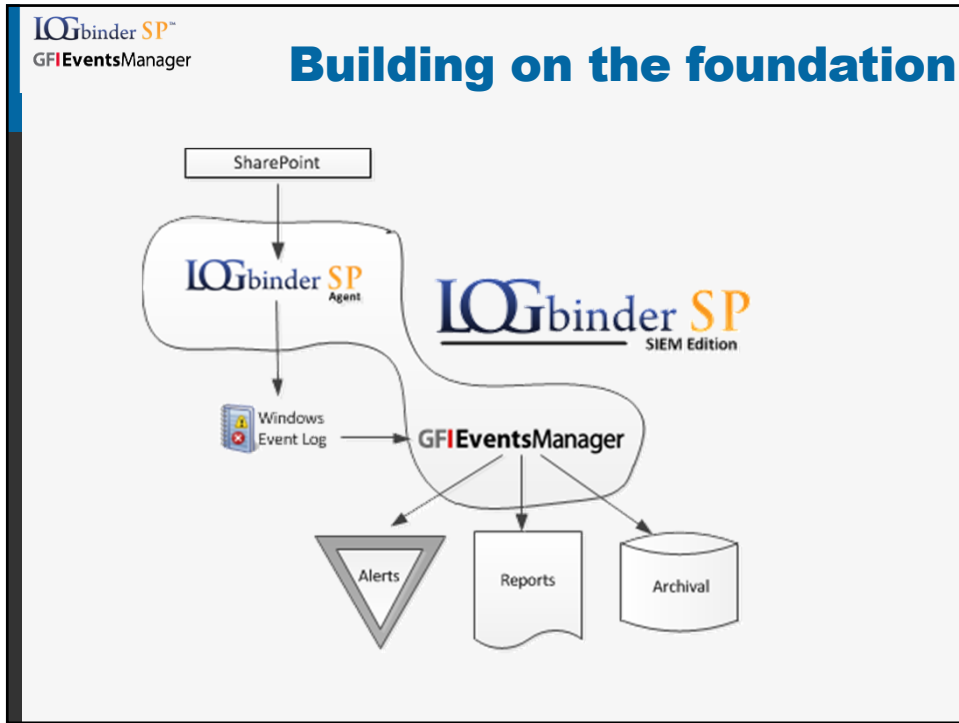 LOGbinder SP™
GFI EventsManager
Building on the foundation
SharePoint
LOGbinder SP
Agent
LOGbinder SP
SIEM Edition
Windows
Event Log
GFI EventsManager
Alerts
Reports
Archival